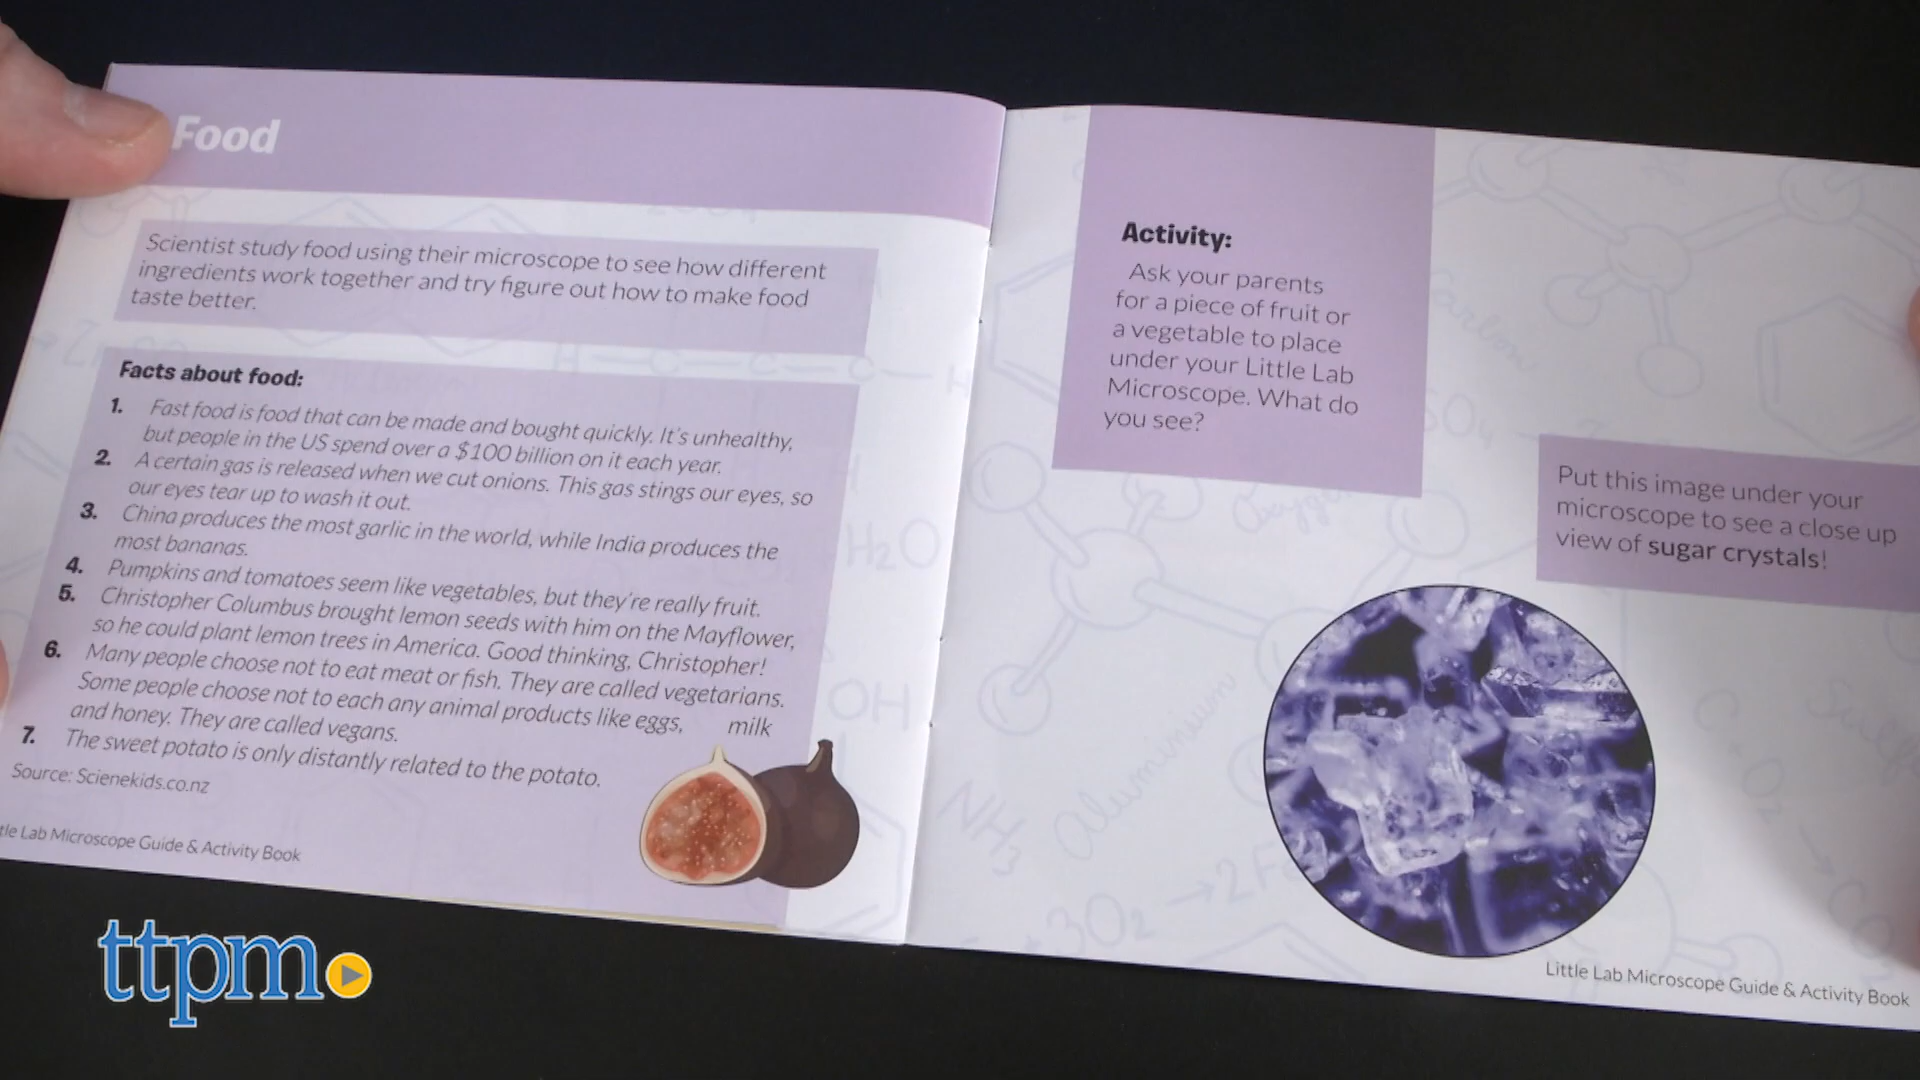 Food
Scientist study food using their microscope to see how different
ingredients work together and try figure out how to make food
taste better.
Facts about food:
1. Fast food is food that can be made and bought quickly. It's unhealthy,
but people in the US spend over a $100 billion on it each year.
2. A certain gas is released when we cut onions. This gas stings our eyes, so
our eyes tear up to wash it out.
3. China produces the most garlic in the world, while India produces the
most bananas.
4. Pumpkins and tomatoes seem like vegetables, but they're really fruit.
5. Christopher Columbus brought lemon seeds with him on the Mayflower,
so he could plant lemon trees in America. Good thinking, Christopher!
6. Many people choose not to eat meat or fish. They are called vegetarians.
Some people choose not to each any animal products like eggs, milk
and honey. They are called vegans.
7. The sweet potato is only distantly related to the potato.
Source: Scienekids.co.nz
tle Lab Microscope Guide & Activity Book
Activity:
Ask your parents
for a piece of fruit or
a vegetable to place
under your Little Lab
Microscope. What do
you see?
Put this image under your
microscope to see a close up
view of sugar crystals!
Little Lab Microscope Guide & Activity Book
H₂O
OH
NH₃
Aluminium
3O₂ → 2Fe
Carbon
Oxygen
ttpm